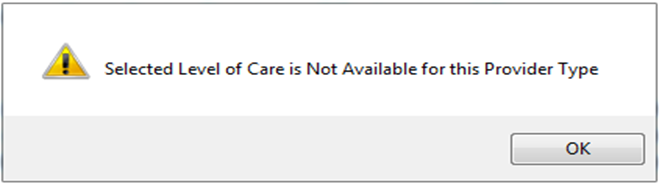 Selected Level of Care is Not Available for this Provider Type
OK